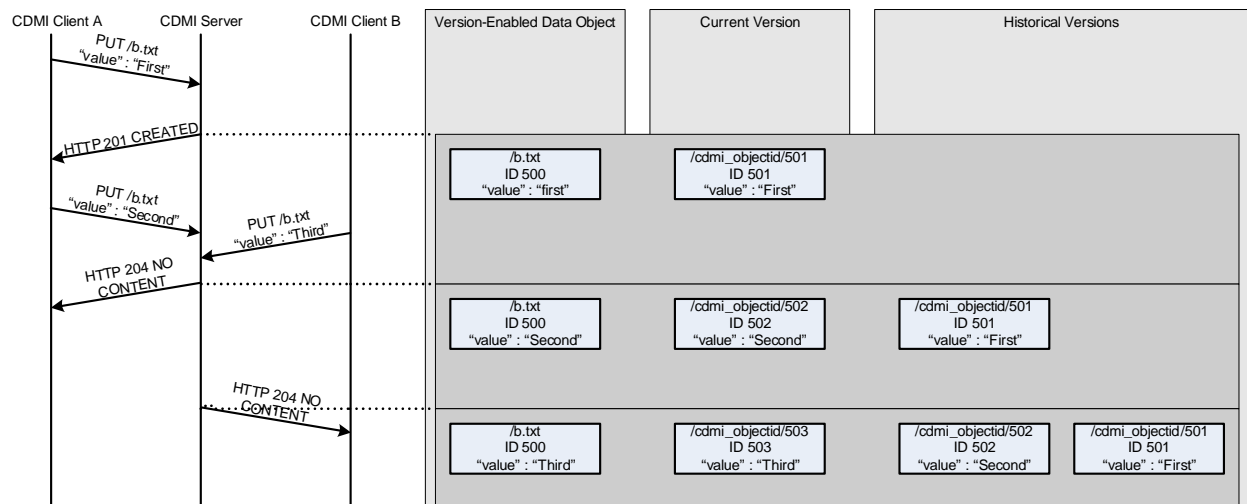 CDMI Client A
CDMI Server
CDMI Client B
Version-Enabled Data Object
Current Version
Historical Versions
PUT /b.txt
“value” : “First”
HTTP 201 CREATED
/b.txt
ID 500
“value” : “first”
/cdmi_objectid/501
ID 501
“value” : “First”
PUT /b.txt
“value” : “Second”
PUT /b.txt
“value” : “Third”
HTTP 204 NO
CONTENT
/b.txt
ID 500
“value” : “Second”
/cdmi_objectid/502
ID 502
“value” : “Second”
/cdmi_objectid/501
ID 501
“value” : “First”
HTTP 204 NO
CONTENT
/b.txt
ID 500
“value” : “Third”
/cdmi_objectid/503
ID 503
“value” : “Third”
/cdmi_objectid/502
ID 502
“value” : “Second”
/cdmi_objectid/501
ID 501
“value” : “First”